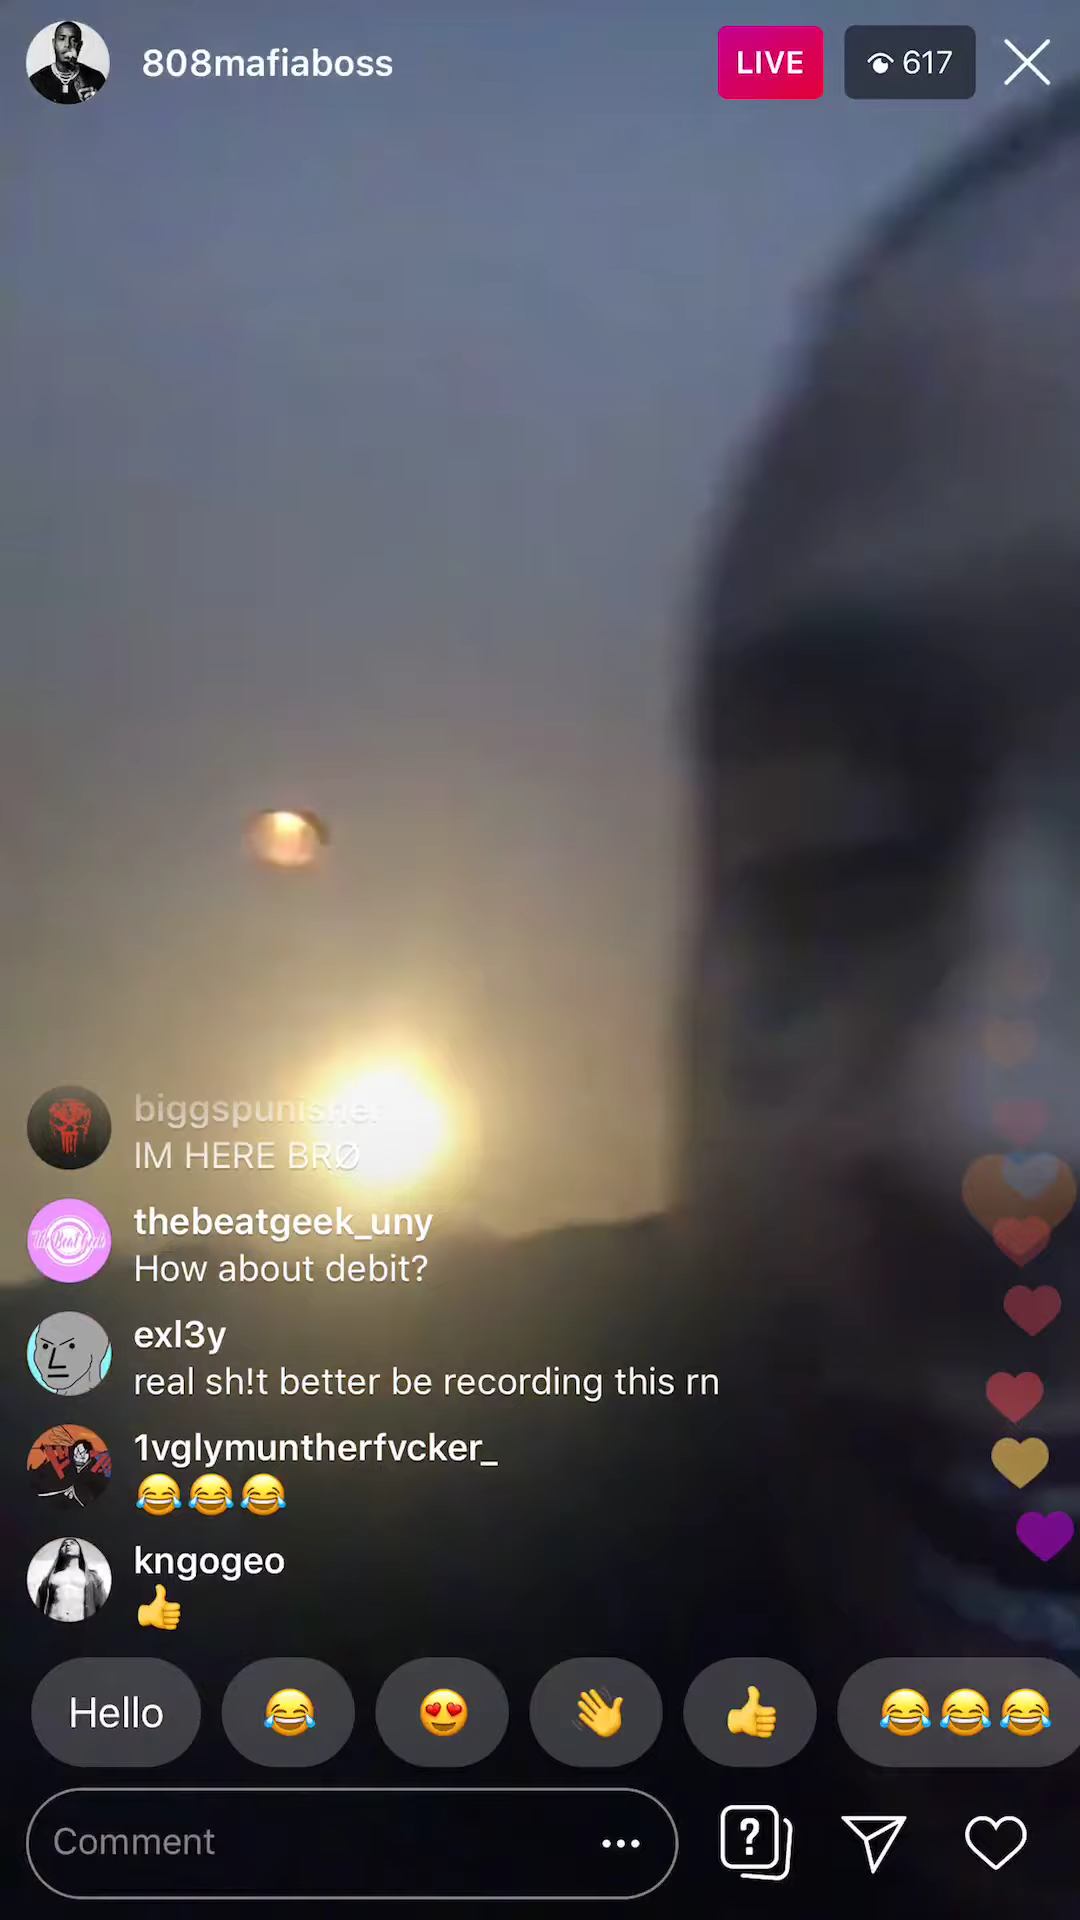 808mafiaboss
LIVE
617
biggspunisher
IM HERE BRØ
thebeatgeek_uny
How about debit?
exl3y
real sh!t better be recording this rn
1vglymuntherfvcker_
😂😂😂
kngogeo
👍
Hello 😂 😍 👋 👍 😂😂😂
Comment